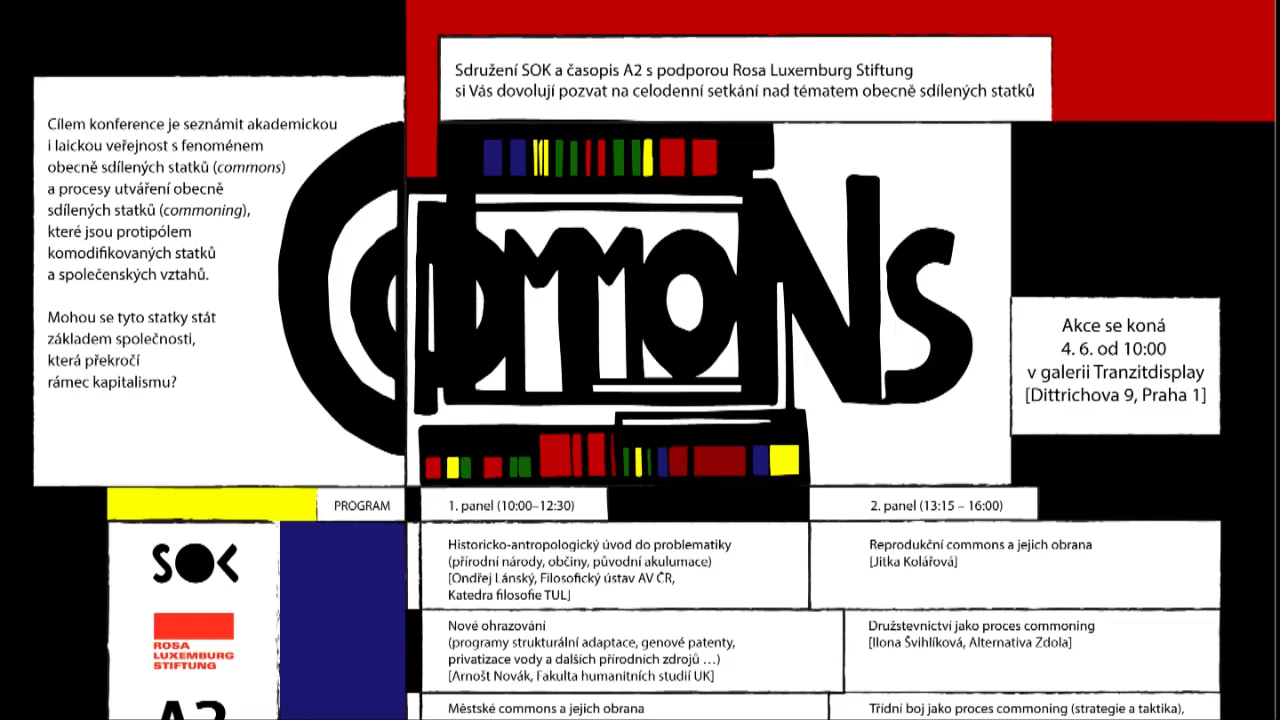 Sdružení SOK a časopis A2 s podporou Rosa Luxemburg Stiftung
si Vás dovolují pozvat na celodenní setkání nad tématem obecně sdílených statků
Cílem konference je seznámit akademickou
i laickou veřejnost s fenoménem
obecně sdílených statků (commons)
a procesy utváření obecně
sdílených statků (commoning),
které jsou protipólem
komodifikovaných statků
a společenských vztahů.
Mohou se tyto statky stát
základem společnosti,
která překročí
rámec kapitalismu?
COMMONS
Akce se koná
4. 6. od 10:00
v galerii Tranzitdisplay
[Dittrichova 9, Praha 1]
PROGRAM
1. panel (10:00–12:30)
2. panel (13:15 – 16:00)
SOK
ROSA
LUXEMBURG
STIFTUNG
A2
Historicko-antropologický úvod do problematiky
(přírodní národy, občiny, původní akulumace)
[Ondřej Lánský, Filosofický ústav AV ČR,
Katedra filosofie TUL]
Reprodukční commons a jejich obrana
[Jitka Kolářová]
Nové ohrazování
(programy strukturální adaptace, genové patenty,
privatizace vody a dalších přírodních zdrojů …)
[Arnošt Novák, Fakulta humanitních studií UK]
Družstevnictví jako proces commoning
[Ilona Švihlíková, Alternativa Zdola]
Městské commons a jejich obrana
Třídní boj jako proces commoning (strategie a taktika),